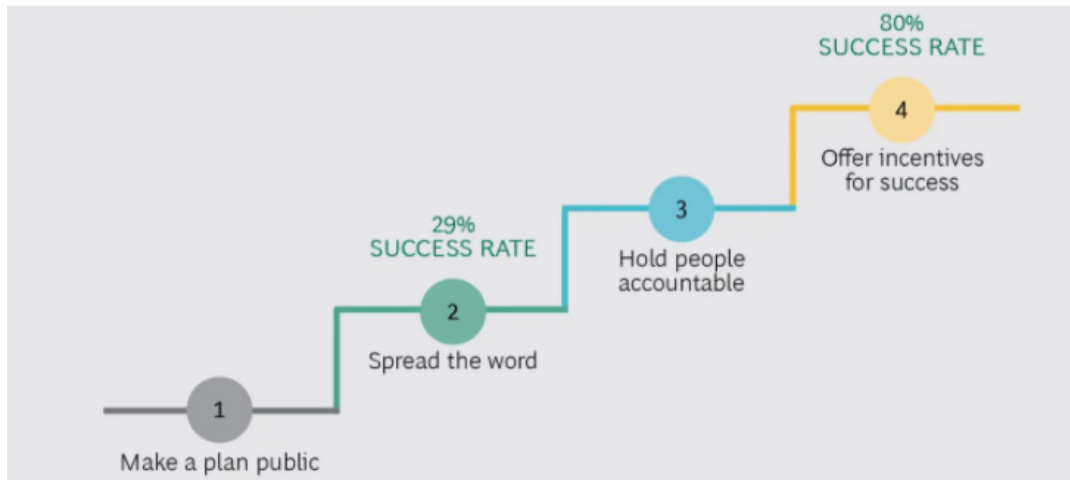 80%
SUCCESS RATE
4
Offer incentives
for success
3
Hold people
accountable
29%
SUCCESS RATE
2
Spread the word
1
Make a plan public